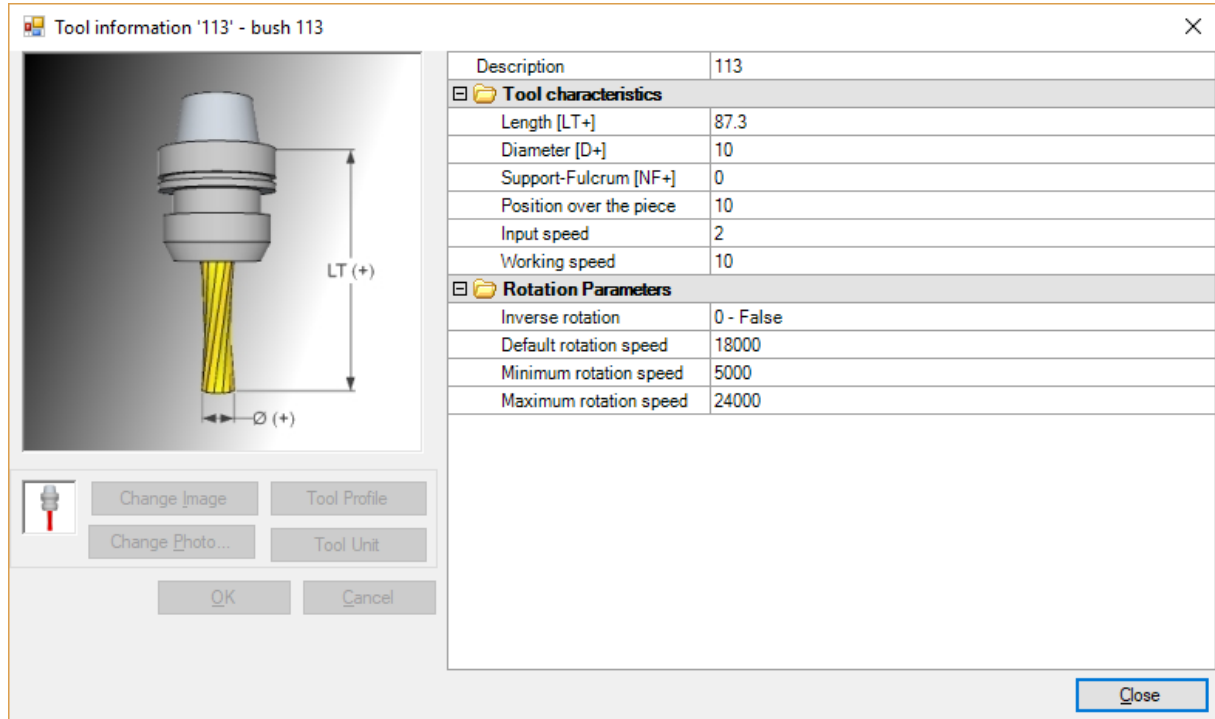 Tool information '113' - bush 113
LT (+)
Ø (+)
Change Image
Tool Profile
Change Photo...
Tool Unit
OK
Cancel
Description 113
Tool characteristics
Length [LT+] 87.3
Diameter [D+] 10
Support-Fulcrum [NF+] 0
Position over the piece 10
Input speed 2
Working speed 10
Rotation Parameters
Inverse rotation 0 - False
Default rotation speed 18000
Minimum rotation speed 5000
Maximum rotation speed 24000
Close